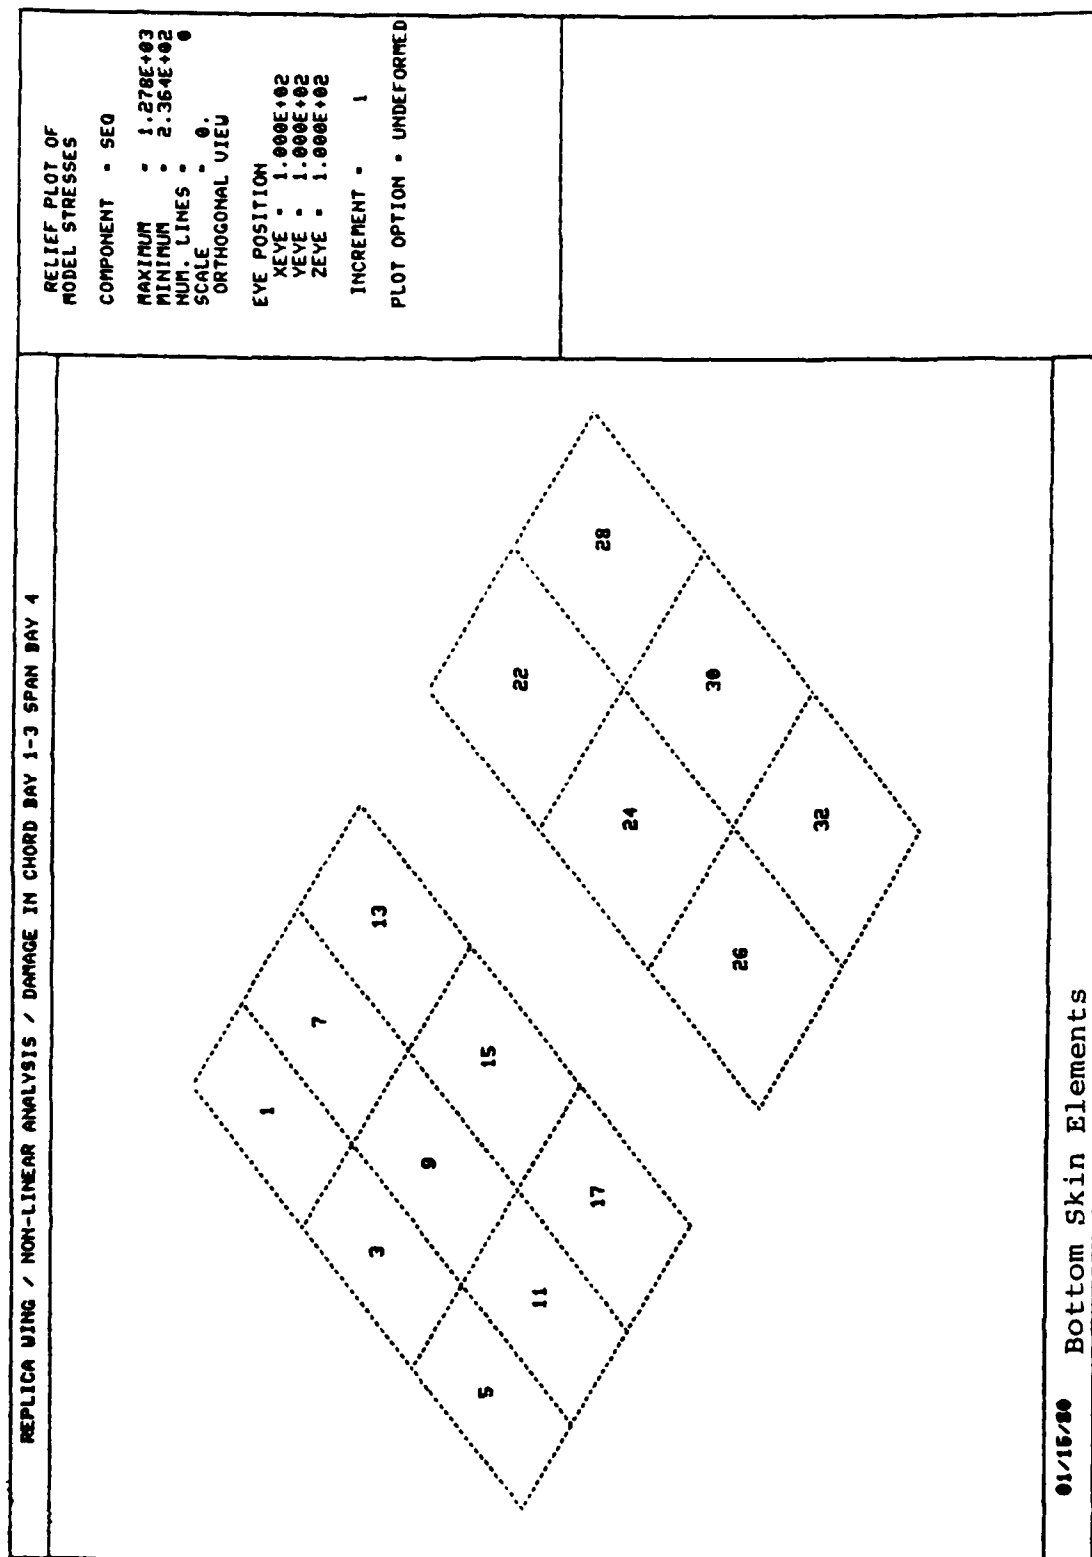 REPLICA WING / NON-LINEAR ANALYSIS / DAMAGE IN CHORD BAY 1-3 SPAN BAY 4
RELIEF PLOT OF
MODEL STRESSES
COMPONENT = SEQ
MAXIMUM = 1.278E+03
MINIMUM = 2.364E+02
NUM. LINES = 0
SCALE = 0.
ORTHOGONAL VIEW
EYE POSITION
XEYE = 1.000E+02
YEYE = 1.000E+02
ZEYE = 1.000E+02
INCREMENT = 1
PLOT OPTION = UNDEFORMED
1
7
13
3
9
15
5
11
17
22
28
24
30
26
32
01/15/80 Bottom Skin Elements